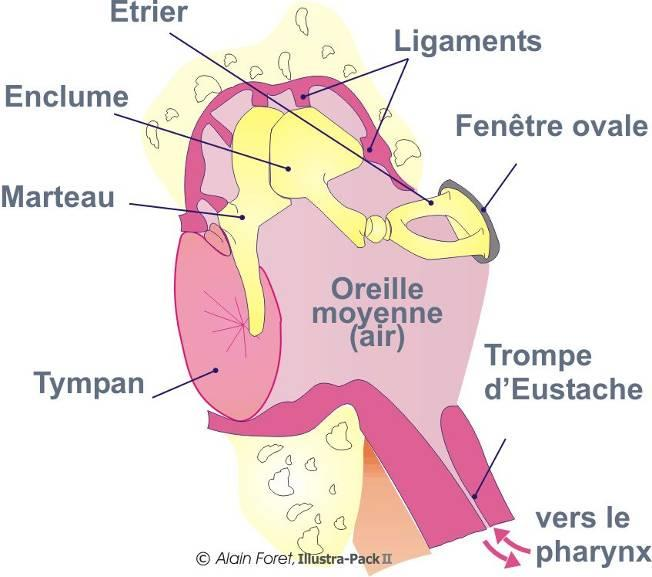 Etrier
Ligaments
Enclume
Fenêtre ovale
Marteau
Oreille
moyenne
(air)
Tympan
Trompe
d'Eustache
vers le
pharynx
© Alain Foret, Illustra-Pack II